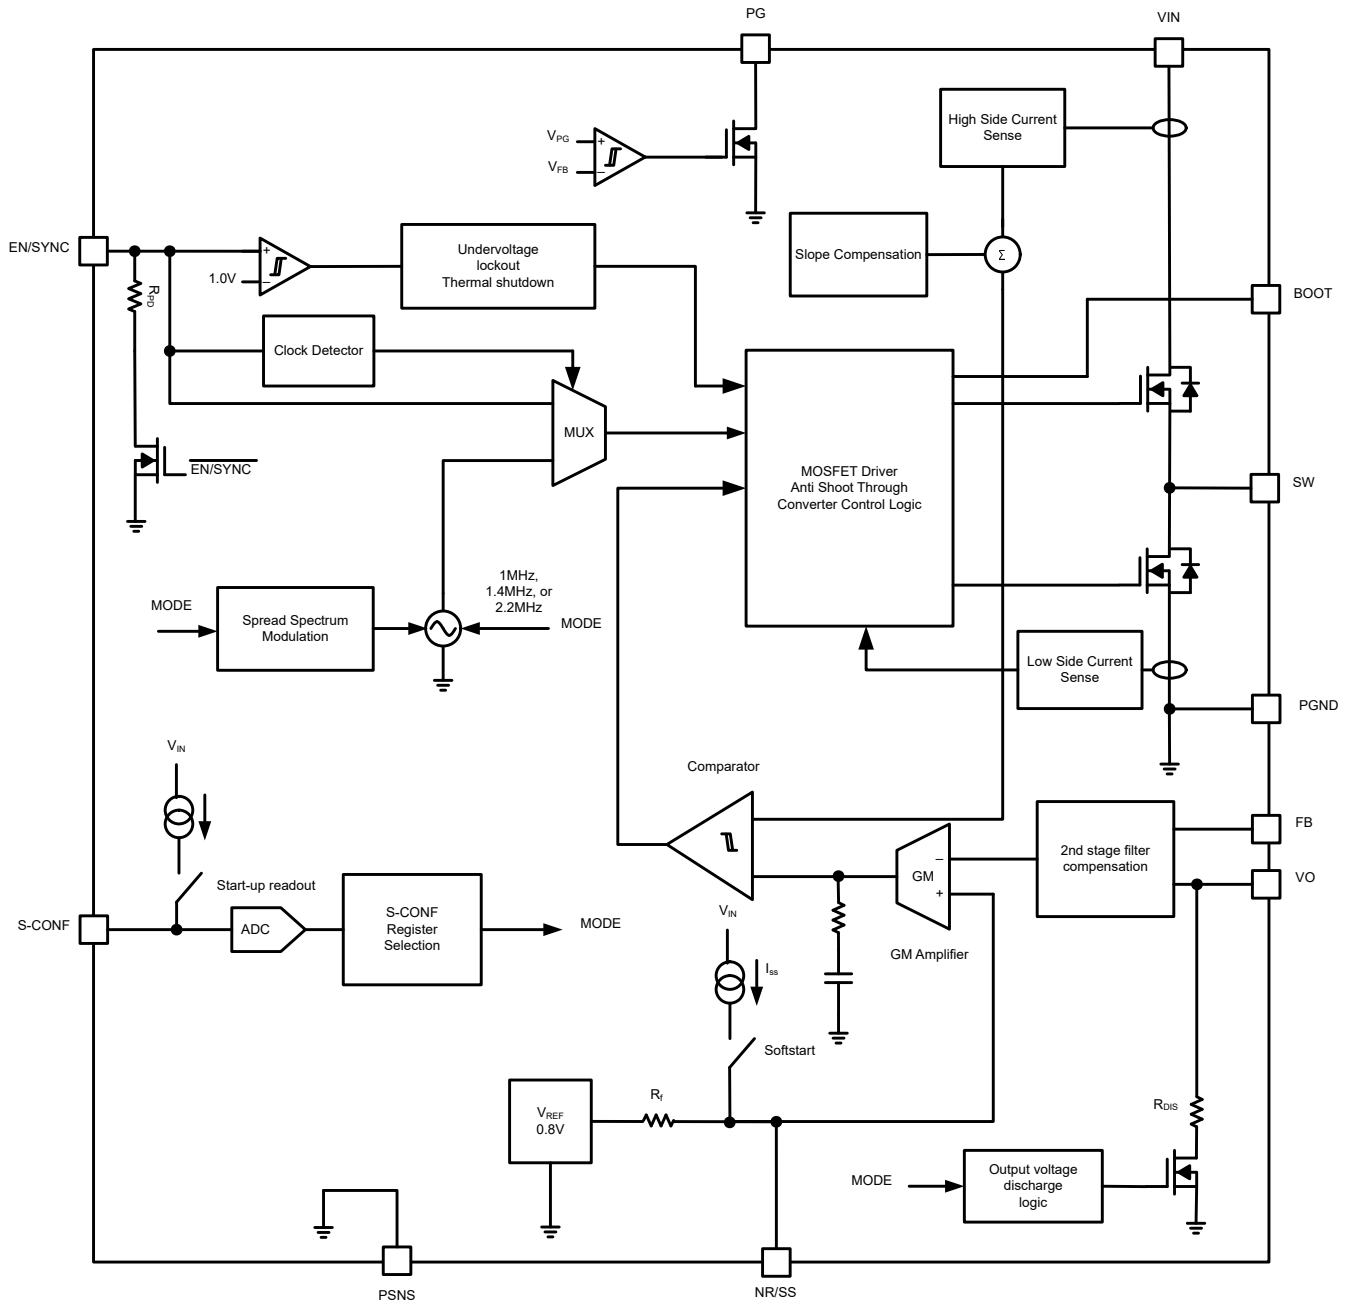 PG
VIN
High Side Current
Sense
VPG
+
VFB
–
EN/SYNC
Undervoltage
lockout
Thermal shutdown
Slope Compensation
Σ
+
1.0V
–
RPD
BOOT
Clock Detector
MUX
EN/SYNC
MOSFET Driver
Anti Shoot Through
Converter Control Logic
SW
1MHz,
1.4MHz, or
2.2MHz
MODE
Spread Spectrum
Modulation
MODE
Low Side Current
Sense
PGND
VIN
Comparator
FB
2nd stage filter
compensation
–
GM
+
VO
Start-up readout
S-CONF
ADC
S-CONF
Register
Selection
MODE
VIN
GM Amplifier
Iss
Softstart
VREF
0.8V
Rf
RDIS
MODE
Output voltage
discharge
logic
PSNS
NR/SS